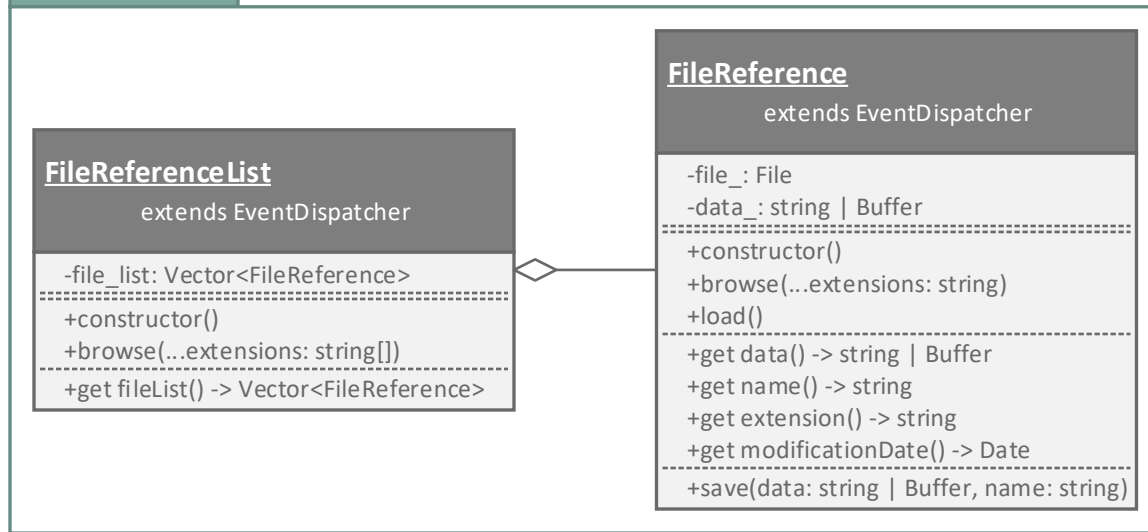 FileReferenceList
extends EventDispatcher
-file_list: Vector<FileReference>
+constructor()
+browse(...extensions: string[])
+get fileList() -> Vector<FileReference>
FileReference
extends EventDispatcher
-file_: File
-data_: string | Buffer
+constructor()
+browse(...extensions: string)
+load()
+get data() -> string | Buffer
+get name() -> string
+get extension() -> string
+get modificationDate() -> Date
+save(data: string | Buffer, name: string)